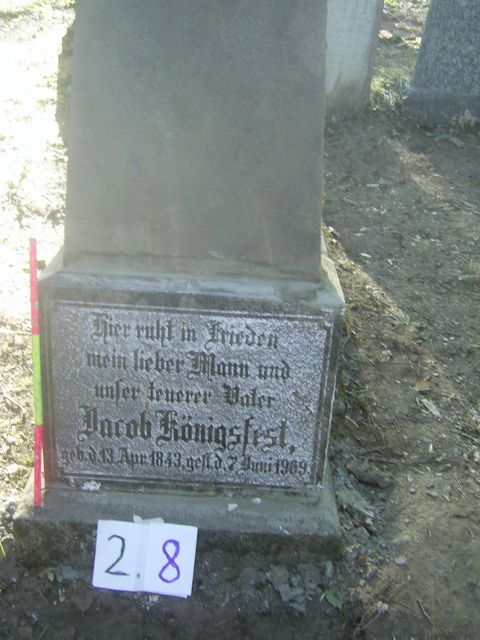 Hier ruht in Frieden
mein lieber Mann und
unser teuerer Vater
Jacob Königsfest,
geb.d.13.Apr.1843,gest.d.7.Juni 1909.
2. 8